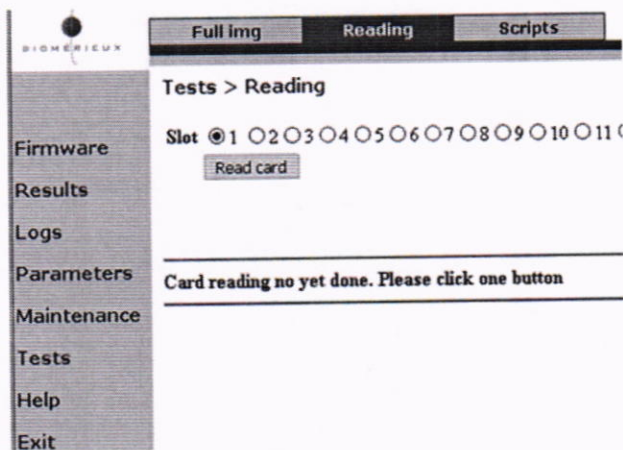 BIOMÉRIEUX
Full img Reading Scripts
Tests > Reading
Slot 1 2 3 4 5 6 7 8 9 10 11
Read card
Card reading no yet done. Please click one button
Firmware
Results
Logs
Parameters
Maintenance
Tests
Help
Exit